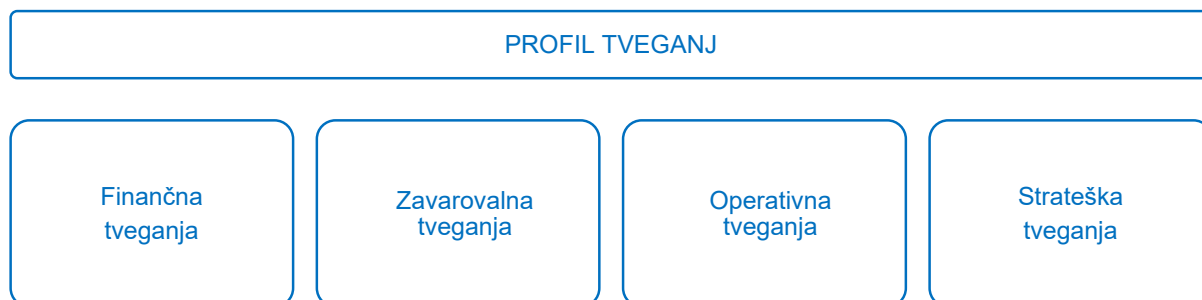 PROFIL TVEGANJ
Finančna
tveganja
Zavarovalna
tveganja
Operativna
tveganja
Strateška
tveganja